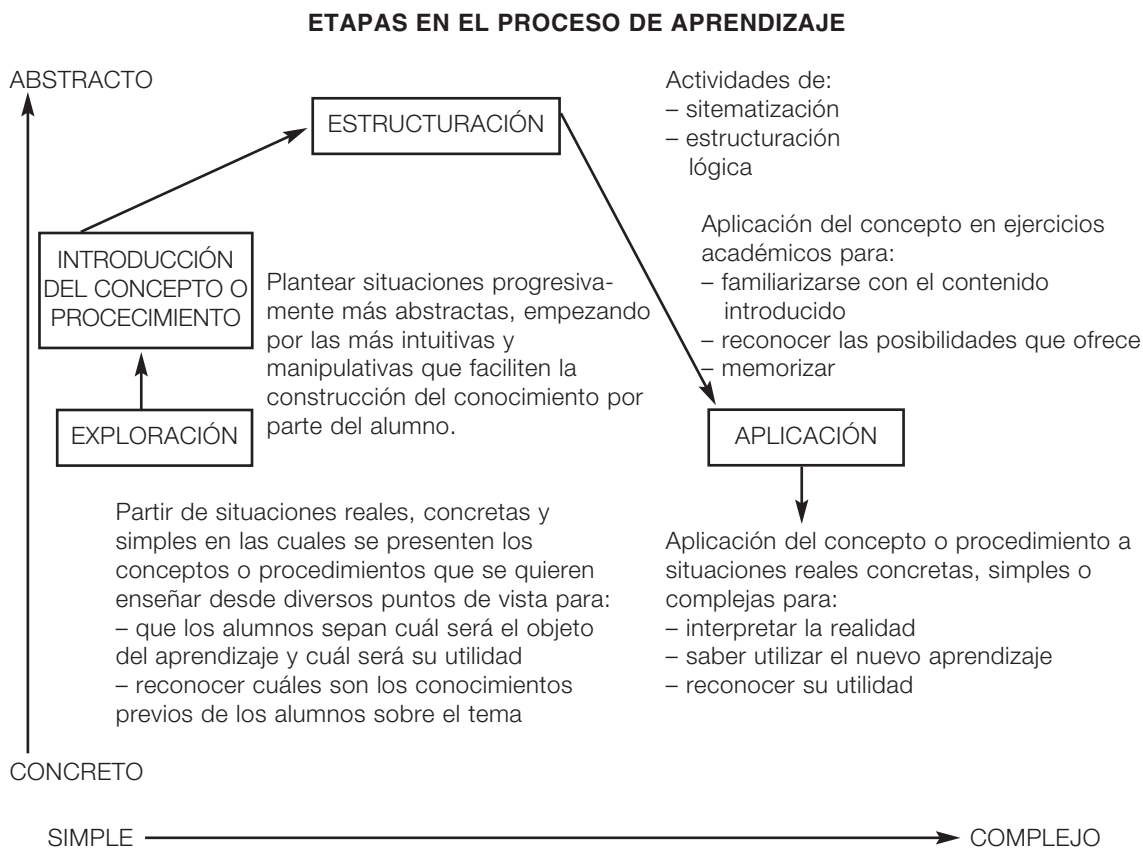 ETAPAS EN EL PROCESO DE APRENDIZAJE
ABSTRACTO
Actividades de:
– sitematización
– estructuración
lógica
ESTRUCTURACIÓN
Aplicación del concepto en ejercicios
académicos para:
– familiarizarse con el contenido
introducido
– reconocer las posibilidades que ofrece
– memorizar
INTRODUCCIÓN
DEL CONCEPTO O
PROCECIMIENTO
Plantear situaciones progresiva-
mente más abstractas, empezando
por las más intuitivas y
manipulativas que faciliten la
construcción del conocimiento por
parte del alumno.
EXPLORACIÓN
APLICACIÓN
Partir de situaciones reales, concretas y
simples en las cuales se presenten los
conceptos o procedimientos que se quieren
enseñar desde diversos puntos de vista para:
– que los alumnos sepan cuál será el objeto
del aprendizaje y cuál será su utilidad
– reconocer cuáles son los conocimientos
previos de los alumnos sobre el tema
Aplicación del concepto o procedimiento a
situaciones reales concretas, simples o
complejas para:
– interpretar la realidad
– saber utilizar el nuevo aprendizaje
– reconocer su utilidad
CONCRETO
SIMPLE
COMPLEJO